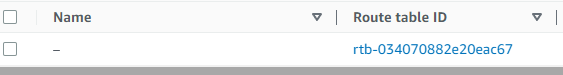 Name Route table ID
– rtb-034070882e20eac67